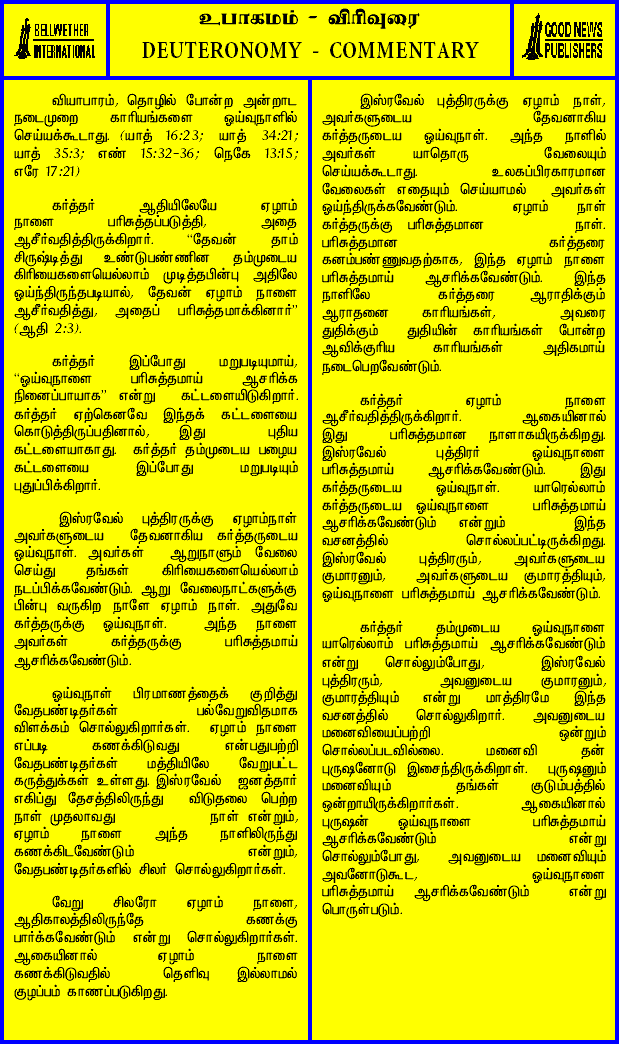 BELLWETHER
INTERNATIONAL
உபாகமம் - விரிவுரை
DEUTERONOMY - COMMENTARY
GOOD NEWS
PUBLISHERS
வியாபாரம், தொழில் போன்ற அன்றாட
நடைமுறை காரியங்களை ஓய்வுநாளில்
செய்யக்கூடாது. (யாத் 16:23; யாத் 34:21;
யாத் 35:3; எண் 15:32-36; நெகே 13:15;
எரே 17:21)
கர்த்தர் ஆதியிலேயே ஏழாம்
நாளை பரிசுத்தப்படுத்தி, அதை
ஆசீர்வதித்திருக்கிறார். “தேவன் தாம்
சிருஷ்டித்து உண்டுபண்ணின தம்முடைய
கிரியைகளையெல்லாம் முடித்தபின்பு அதிலே
ஓய்ந்திருந்தபடியால், தேவன் ஏழாம் நாளை
ஆசீர்வதித்து, அதைப் பரிசுத்தமாக்கினார்”
(ஆதி 2:3).
கர்த்தர் இப்போது மறுபடியுமாய்,
“ஓய்வுநாளை பரிசுத்தமாய் ஆசரிக்க
நினைப்பாயாக” என்று கட்டளையிடுகிறார்.
கர்த்தர் ஏற்கெனவே இந்தக் கட்டளையை
கொடுத்திருப்பதினால், இது புதிய
கட்டளையாகாது. கர்த்தர் தம்முடைய பழைய
கட்டளையை இப்போது மறுபடியும்
புதுப்பிக்கிறார்.
இஸ்ரவேல் புத்திரருக்கு ஏழாம்நாள்
அவர்களுடைய தேவனாகிய கர்த்தருடைய
ஓய்வுநாள். அவர்கள் ஆறுநாளும் வேலை
செய்து தங்கள் கிரியைகளையெல்லாம்
நடப்பிக்கவேண்டும். ஆறு வேலைநாட்களுக்கு
பின்பு வருகிற நாளே ஏழாம் நாள். அதுவே
கர்த்தருக்கு ஓய்வுநாள். அந்த நாளை
அவர்கள் கர்த்தருக்கு பரிசுத்தமாய்
ஆசரிக்கவேண்டும்.
ஓய்வுநாள் பிரமாணத்தைக் குறித்து
வேதபண்டிதர்கள் பல்வேறுவிதமாக
விளக்கம் சொல்லுகிறார்கள். ஏழாம் நாளை
எப்படி கணக்கிடுவது என்பதுபற்றி
வேதபண்டிதர்கள் மத்தியிலே வேறுபட்ட
கருத்துக்கள் உள்ளது. இஸ்ரவேல் ஜனத்தார்
எகிப்து தேசத்திலிருந்து விடுதலை பெற்ற
நாள் முதலாவது நாள் என்றும்,
ஏழாம் நாளை அந்த நாளிலிருந்து
கணக்கிடவேண்டும் என்றும்,
வேதபண்டிதர்களில் சிலர் சொல்லுகிறார்கள்.
வேறு சிலரோ ஏழாம் நாளை,
ஆதிகாலத்திலிருந்தே கணக்கு
பார்க்கவேண்டும் என்று சொல்லுகிறார்கள்.
ஆகையினால் ஏழாம் நாளை
கணக்கிடுவதில் தெளிவு இல்லாமல்
குழப்பம் காணப்படுகிறது.
இஸ்ரவேல் புத்திரருக்கு ஏழாம் நாள்,
அவர்களுடைய தேவனாகிய
கர்த்தருடைய ஓய்வுநாள். அந்த நாளில்
அவர்கள் யாதொரு வேலையும்
செய்யக்கூடாது. உலகப்பிரகாரமான
வேலைகள் எதையும் செய்யாமல் அவர்கள்
ஓய்ந்திருக்கவேண்டும். ஏழாம் நாள்
கர்த்தருக்கு பரிசுத்தமான நாள்.
பரிசுத்தமான கர்த்தரை
கனம்பண்ணுவதற்காக, இந்த ஏழாம் நாளை
பரிசுத்தமாய் ஆசரிக்கவேண்டும். இந்த
நாளிலே கர்த்தரை ஆராதிக்கும்
ஆராதனை காரியங்கள், அவரை
துதிக்கும் துதியின் காரியங்கள் போன்ற
ஆவிக்குரிய காரியங்கள் அதிகமாய்
நடைபெறவேண்டும்.
கர்த்தர் ஏழாம் நாளை
ஆசீர்வதித்திருக்கிறார். ஆகையினால்
இது பரிசுத்தமான நாளாகயிருக்கிறது.
இஸ்ரவேல் புத்திரர் ஓய்வுநாளை
பரிசுத்தமாய் ஆசரிக்கவேண்டும். இது
கர்த்தருடைய ஓய்வுநாள். யாரெல்லாம்
கர்த்தருடைய ஓய்வுநாளை பரிசுத்தமாய்
ஆசரிக்கவேண்டும் என்றும் இந்த
வசனத்தில் சொல்லப்பட்டிருக்கிறது.
இஸ்ரவேல் புத்திரரும், அவர்களுடைய
குமாரனும், அவர்களுடைய குமாரத்தியும்,
ஓய்வுநாளை பரிசுத்தமாய் ஆசரிக்கவேண்டும்.
கர்த்தர் தம்முடைய ஓய்வுநாளை
யாரெல்லாம் பரிசுத்தமாய் ஆசரிக்கவேண்டும்
என்று சொல்லும்போது, இஸ்ரவேல்
புத்திரரும், அவனுடைய குமாரனும்,
குமாரத்தியும் என்று மாத்திரமே இந்த
வசனத்தில் சொல்லுகிறார். அவனுடைய
மனைவியைப்பற்றி ஒன்றும்
சொல்லப்படவில்லை. மனைவி தன்
புருஷனோடு இசைந்திருக்கிறாள். புருஷனும்
மனைவியும் தங்கள் குடும்பத்தில்
ஒன்றாயிருக்கிறார்கள். ஆகையினால்
புருஷன் ஓய்வுநாளை பரிசுத்தமாய்
ஆசரிக்கவேண்டும் என்று
சொல்லும்போது, அவனுடைய மனைவியும்
அவனோடுகூட, ஓய்வுநாளை
பரிசுத்தமாய் ஆசரிக்கவேண்டும் என்று
பொருள்படும்.